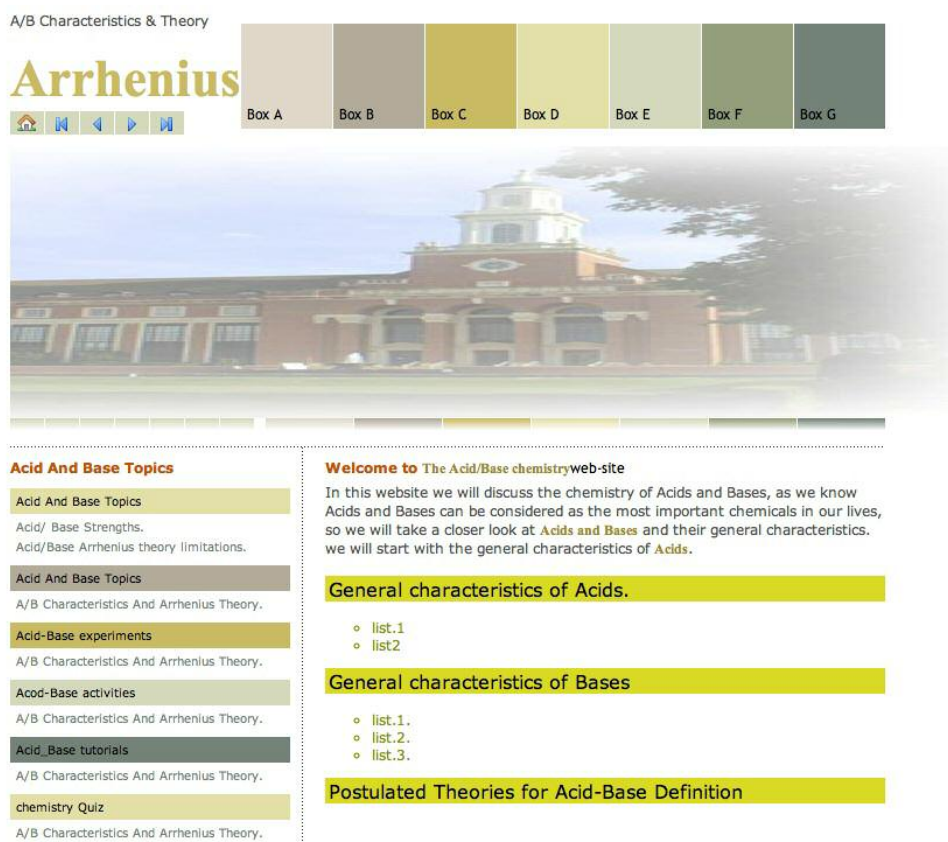 A/B Characteristics & Theory
Arrhenius
Box A
Box B
Box C
Box D
Box E
Box F
Box G
Acid And Base Topics
Acid And Base Topics
Acid/ Base Strengths.
Acid/Base Arrhenius theory limitations.
Acid And Base Topics
A/B Characteristics And Arrhenius Theory.
Acid-Base experiments
A/B Characteristics And Arrhenius Theory.
Acod-Base activities
A/B Characteristics And Arrhenius Theory.
Acid_Base tutorials
A/B Characteristics And Arrhenius Theory.
chemistry Quiz
A/B Characteristics And Arrhenius Theory.
Welcome to The Acid/Base chemistryweb-site
In this website we will discuss the chemistry of Acids and Bases, as we know
Acids and Bases can be considered as the most important chemicals in our lives,
so we will take a closer look at Acids and Bases and their general characteristics.
we will start with the general characteristics of Acids.
General characteristics of Acids.
list.1
list2
General characteristics of Bases
list.1.
list.2.
list.3.
Postulated Theories for Acid-Base Definition